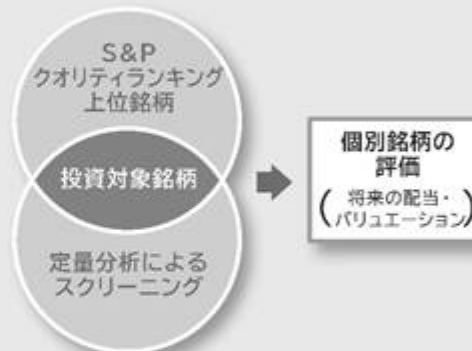 S&P
クオリティランキング
上位銘柄
投資対象銘柄
定量分析による
スクリーニング
個別銘柄の
評価
(将来の配当・
バリュエーション)